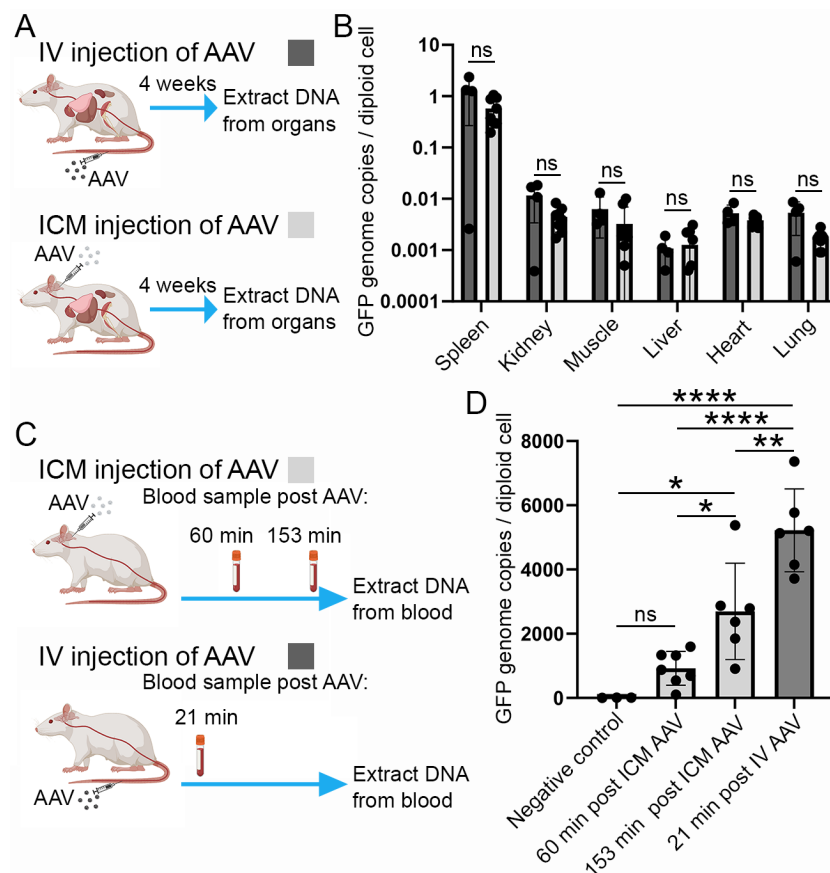 A
IV injection of AAV
4 weeks
Extract DNA
from organs
AAV
ICM injection of AAV
AAV
4 weeks
Extract DNA
from organs
B
GFP genome copies / diploid cell
10
1
0.1
0.01
0.001
0.0001
ns
ns
ns
ns
ns
ns
Spleen
Kidney
Muscle
Liver
Heart
Lung
C
ICM injection of AAV
Blood sample post AAV:
AAV
60 min
153 min
Extract DNA
from blood
IV injection of AAV
Blood sample post AAV:
21 min
AAV
Extract DNA
from blood
D
GFP genome copies / diploid cell
8000
6000
4000
2000
0
****
****
**
*
*
ns
Negative control
60 min post ICM AAV
153 min post ICM AAV
21 min post IV AAV